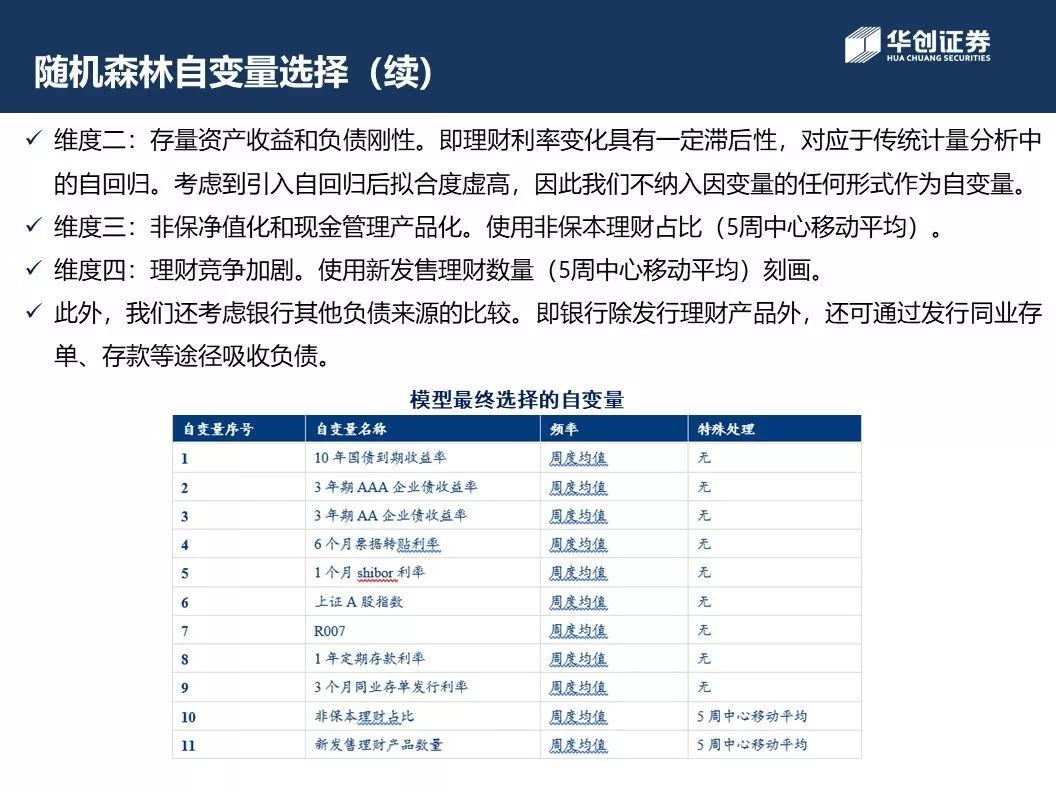 华创证券
HUA CHUANG SECURITIES
随机森林自变量选择（续）
✓ 维度二：存量资产收益和负债刚性。即理财利率变化具有一定滞后性，对应于传统计量分析中
的自回归。考虑到引入自回归后拟合度虚高，因此我们不纳入因变量的任何形式作为自变量。
✓ 维度三：非保净值化和现金管理产品化。使用非保本理财占比（5周中心移动平均）。
✓ 维度四：理财竞争加剧。使用新发售理财数量（5周中心移动平均）刻画。
✓ 此外，我们还考虑银行其他负债来源的比较。即银行除发行理财产品外，还可通过发行同业存
单、存款等途径吸收负债。
模型最终选择的自变量
自变量序号 自变量名称 频率 特殊处理
1 10年国债到期收益率 周度均值 无
2 3年期AAA企业债收益率 周度均值 无
3 3年期AA企业债收益率 周度均值 无
4 6个月票据转贴利率 周度均值 无
5 1个月shibor利率 周度均值 无
6 上证A股指数 周度均值 无
7 R007 周度均值 无
8 1年定期存款利率 周度均值 无
9 3个月同业存单发行利率 周度均值 无
10 非保本理财占比 周度均值 5周中心移动平均
11 新发售理财产品数量 周度均值 5周中心移动平均